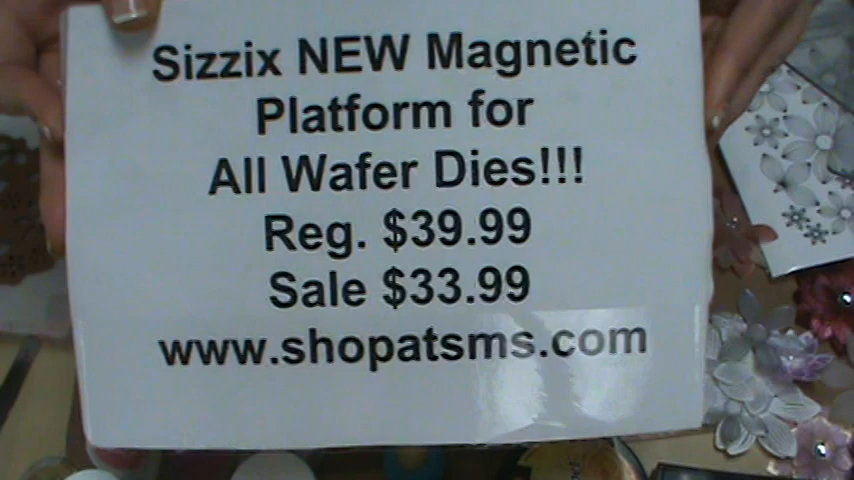 Sizzix NEW Magnetic
Platform for
All Wafer Dies!!!
Reg. $39.99
Sale $33.99
www.shopatsms.com